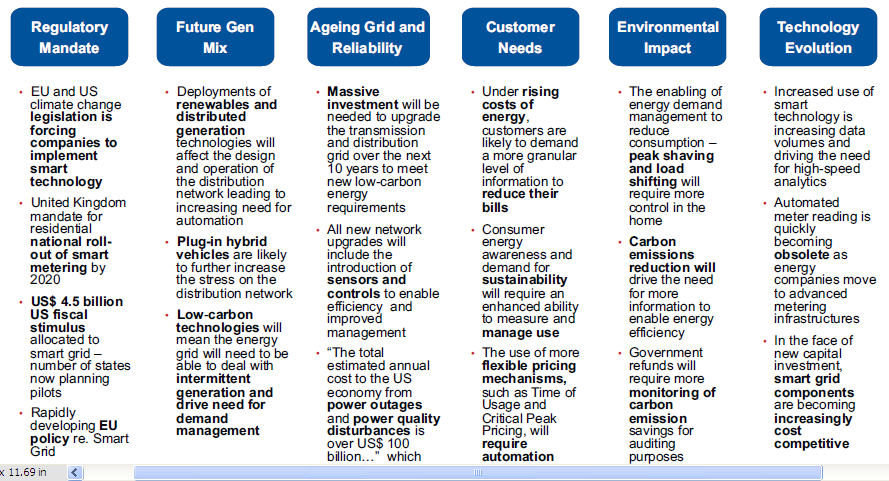 Regulatory
Mandate
• EU and US
climate change
legislation is
forcing
companies to
implement
smart
technology
• United Kingdom
mandate for
residential
national roll-
out of smart
metering by
2020
• US$ 4.5 billion
US fiscal
stimulus
allocated to
smart grid –
number of states
now planning
pilots
• Rapidly
developing EU
policy re. Smart
Grid
Future Gen
Mix
• Deployments of
renewables and
distributed
generation
technologies will
affect the design
and operation of
the distribution
network leading to
increasing need for
automation
• Plug-in hybrid
vehicles are likely
to further increase
the stress on the
distribution network
• Low-carbon
technologies will
mean the energy
grid will need to be
able to deal with
intermittent
generation and
drive need for
demand
management
Ageing Grid and
Reliability
• Massive
investment will be
needed to upgrade
the transmission
and distribution
grid over the next
10 years to meet
new low-carbon
energy
requirements
• All new network
upgrades will
include the
introduction of
sensors and
controls to enable
efficiency and
improved
management
• “The total
estimated annual
cost to the US
economy from
power outages
and power quality
disturbances is
over US$ 100
billion…” which
Customer
Needs
• Under rising
costs of
energy,
customers are
likely to demand
a more granular
level of
information to
reduce their
bills
• Consumer
energy
awareness and
demand for
sustainability
will require an
enhanced ability
to measure and
manage use
• The use of more
flexible pricing
mechanisms,
such as Time of
Usage and
Critical Peak
Pricing, will
require
automation
Environmental
Impact
• The enabling of
energy demand
management to
reduce
consumption –
peak shaving
and load
shifting will
require more
control in the
home
• Carbon
emissions
reduction will
drive the need
for more
information to
enable energy
efficiency
• Government
refunds will
require more
monitoring of
carbon
emission
savings for
auditing
purposes
Technology
Evolution
• Increased use of
smart
technology is
increasing data
volumes and
driving the need
for high-speed
analytics
• Automated
meter reading is
quickly
becoming
obsolete as
energy
companies move
to advanced
metering
infrastructures
• In the face of
new capital
investment,
smart grid
components
are becoming
increasingly
cost
competitive
x 11.69 in